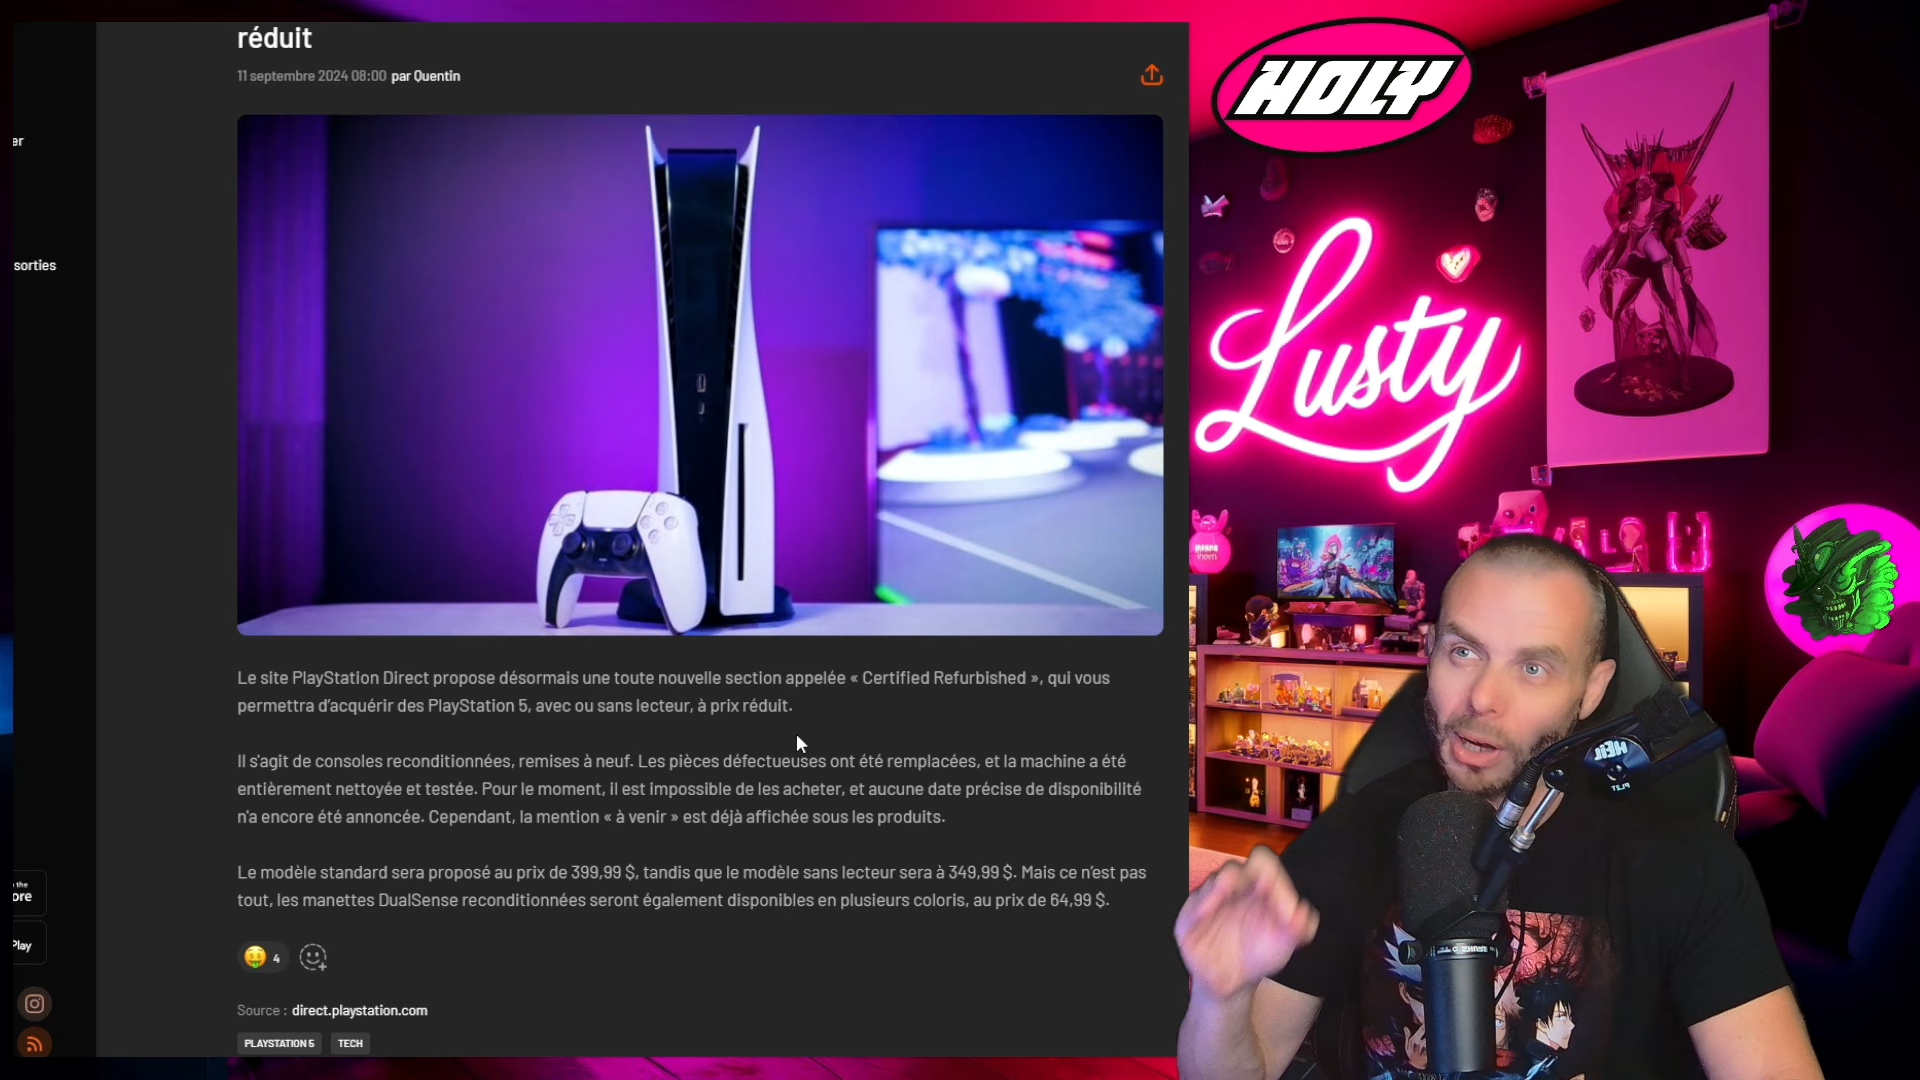 réduit
11 septembre 2024 08:00 par Quentin
HOLY
er
sorties
Lusty
Le site PlayStation Direct propose désormais une toute nouvelle section appelée « Certified Refurbished », qui vous
permettra d’acquérir des PlayStation 5, avec ou sans lecteur, à prix réduit.
Il s'agit de consoles reconditionnées, remises à neuf. Les pièces défectueuses ont été remplacées, et la machine a été
entièrement nettoyée et testée. Pour le moment, il est impossible de les acheter, et aucune date précise de disponibilité
n'a encore été annoncée. Cependant, la mention « à venir » est déjà affichée sous les produits.
Le modèle standard sera proposé au prix de 399,99 $, tandis que le modèle sans lecteur sera à 349,99 $. Mais ce n’est pas
tout, les manettes DualSense reconditionnées seront également disponibles en plusieurs coloris, au prix de 64,99 $.
n the
ore
Play
4
Source : direct.playstation.com
PLAYSTATION 5
TECH